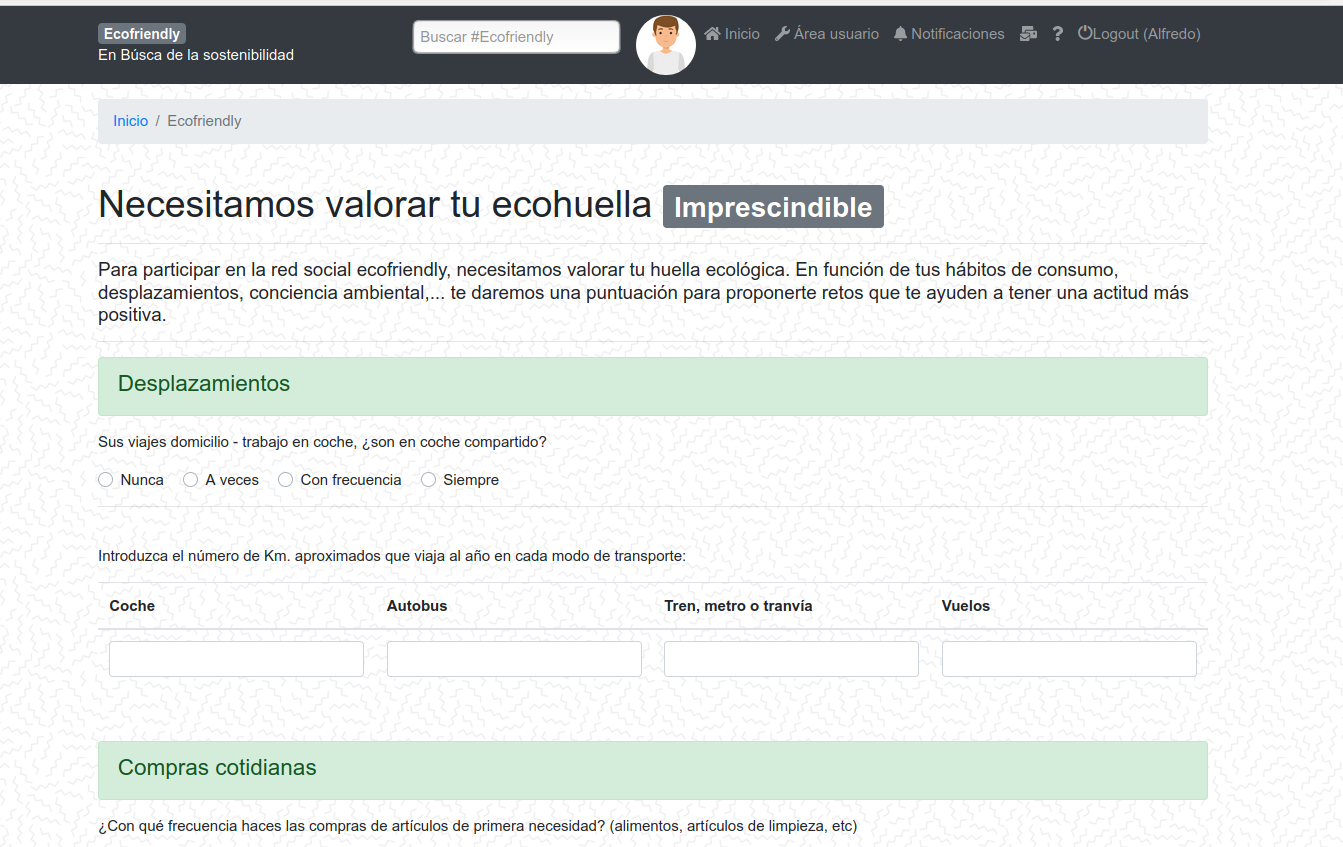 Ecofriendly
En Búsca de la sostenibilidad
Buscar #Ecofriendly
Inicio
Área usuario
Notificaciones
?
Logout (Alfredo)
Inicio / Ecofriendly
Necesitamos valorar tu ecohuella Imprescindible
Para participar en la red social ecofriendly, necesitamos valorar tu huella ecológica. En función de tus hábitos de consumo,
desplazamientos, conciencia ambiental,... te daremos una puntuación para proponerte retos que te ayuden a tener una actitud más
positiva.
Desplazamientos
Sus viajes domicilio - trabajo en coche, ¿son en coche compartido?
Nunca A veces Con frecuencia Siempre
Introduzca el número de Km. aproximados que viaja al año en cada modo de transporte:
Coche Autobus Tren, metro o tranvía Vuelos
Compras cotidianas
¿Con qué frecuencia haces las compras de artículos de primera necesidad? (alimentos, artículos de limpieza, etc)